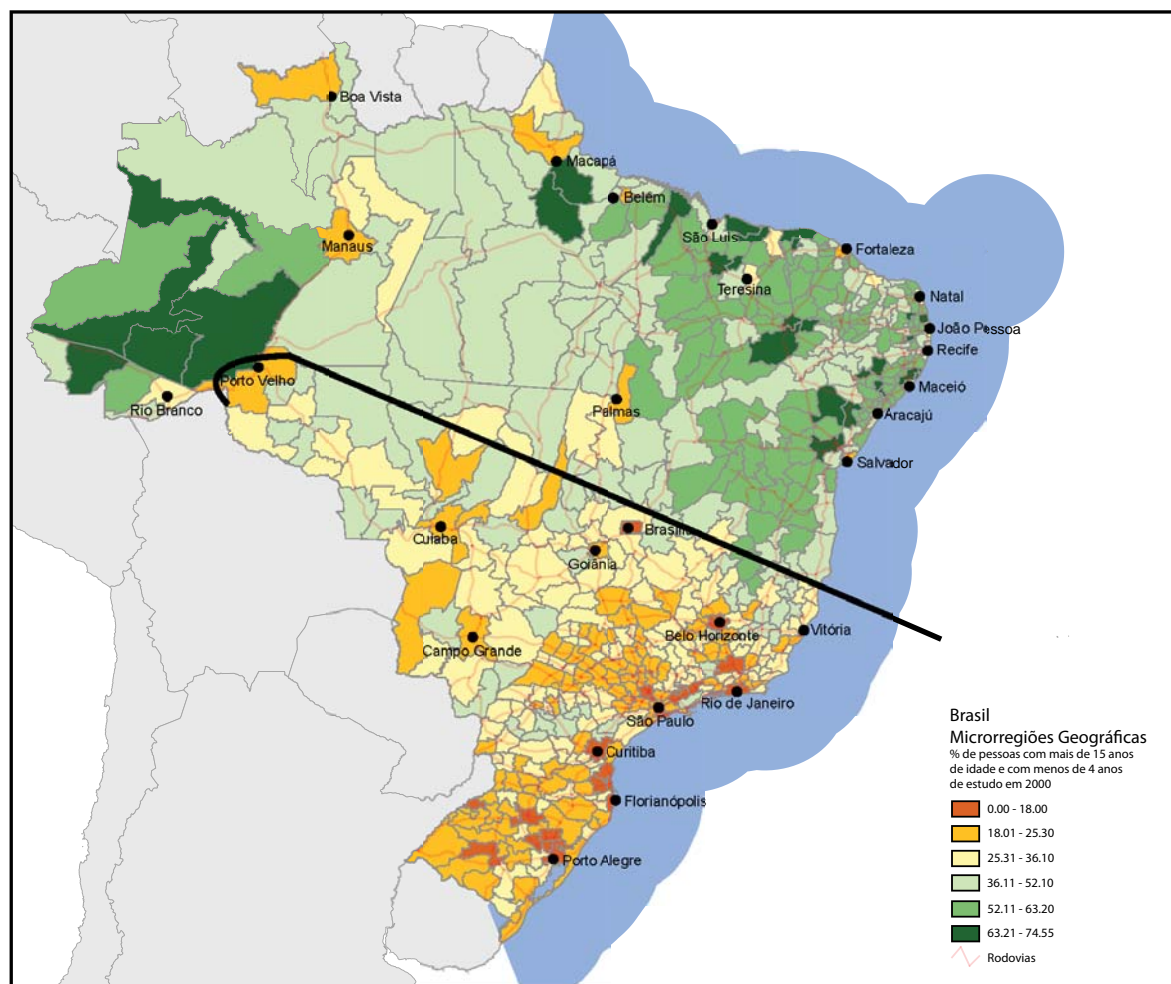 Boa Vista
Macapá
Belém
São Luis
Fortaleza
Manaus
Teresina
Natal
João Pessoa
Recife
Porto Velho
Maceió
Rio Branco
Palmas
Aracajú
Salvador
Cuiaba
Brasília
Goiânia
Belo Horizonte
Vitória
Campo Grande
Rio de Janeiro
São Paulo
Curitiba
Florianópolis
Porto Alegre
Brasil
Microrregiões Geográficas
% de pessoas com mais de 15 anos
de idade e com menos de 4 anos
de estudo em 2000
0.00 - 18.00
18.01 - 25.30
25.31 - 36.10
36.11 - 52.10
52.11 - 63.20
63.21 - 74.55
Rodovias